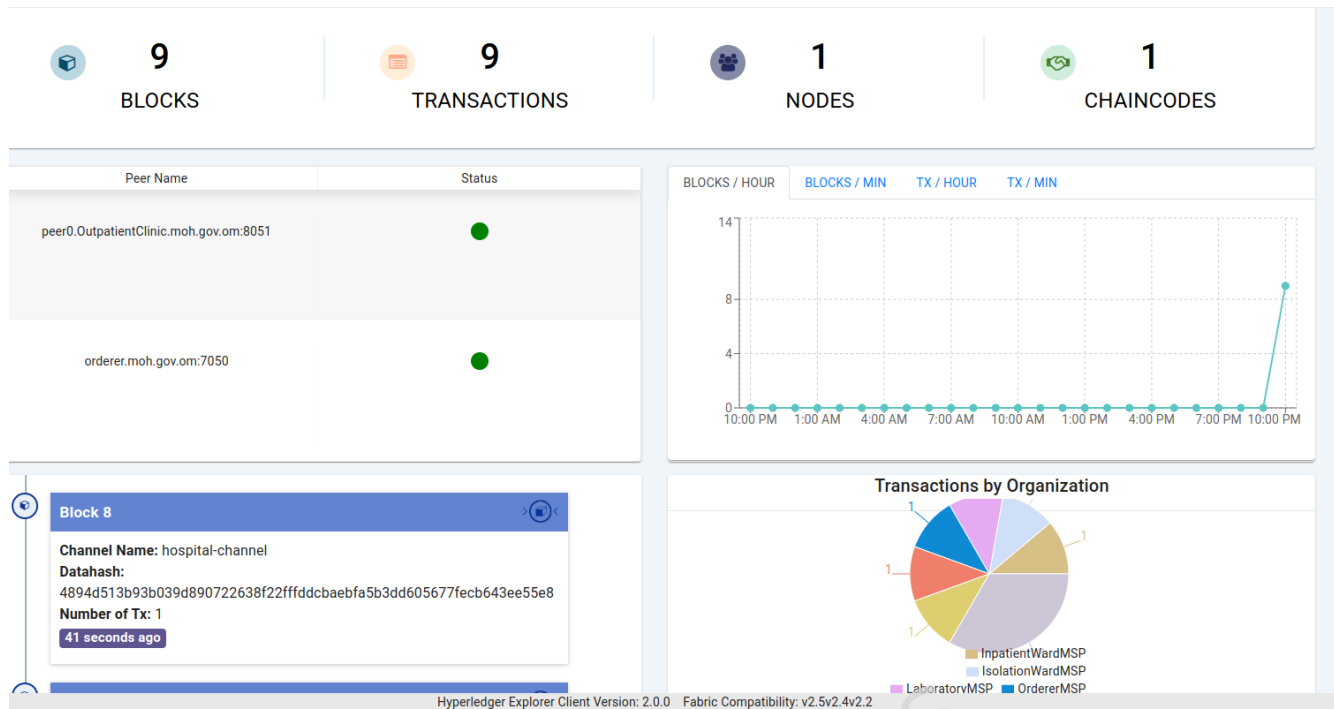 9
BLOCKS
9
TRANSACTIONS
1
NODES
1
CHAINCODES
Peer Name Status
peer0.OutpatientClinic.moh.gov.om:8051
orderer.moh.gov.om:7050
BLOCKS / HOUR BLOCKS / MIN TX / HOUR TX / MIN
14
8
4
0
10:00 PM 1:00 AM 4:00 AM 7:00 AM 10:00 AM 1:00 PM 4:00 PM 7:00 PM 10:00 PM
Block 8
Channel Name: hospital-channel
Datahash:
4894d513b93b039d890722638f22fffddcbaebfa5b3dd605677fecb643ee55e8
Number of Tx: 1
41 seconds ago
Transactions by Organization
1
1
1
1
InpatientWardMSP
IsolationWardMSP
LaboratoryMSP OrdererMSP
Hyperledger Explorer Client Version: 2.0.0 Fabric Compatibility: v2.5v2.4v2.2